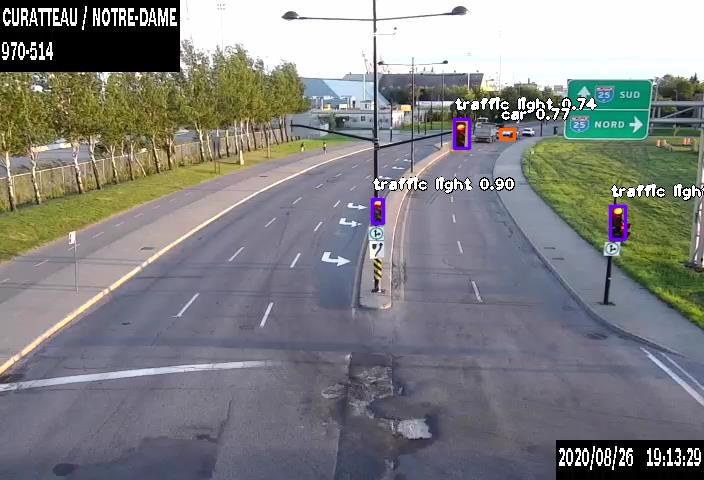 CURATTEAU / NOTRE-DAME
970-514
traffic light 0.74
car 0.77
25 SUD
25 NORD
traffic light 0.90
traffic ligh
2020/08/26 19:13:29